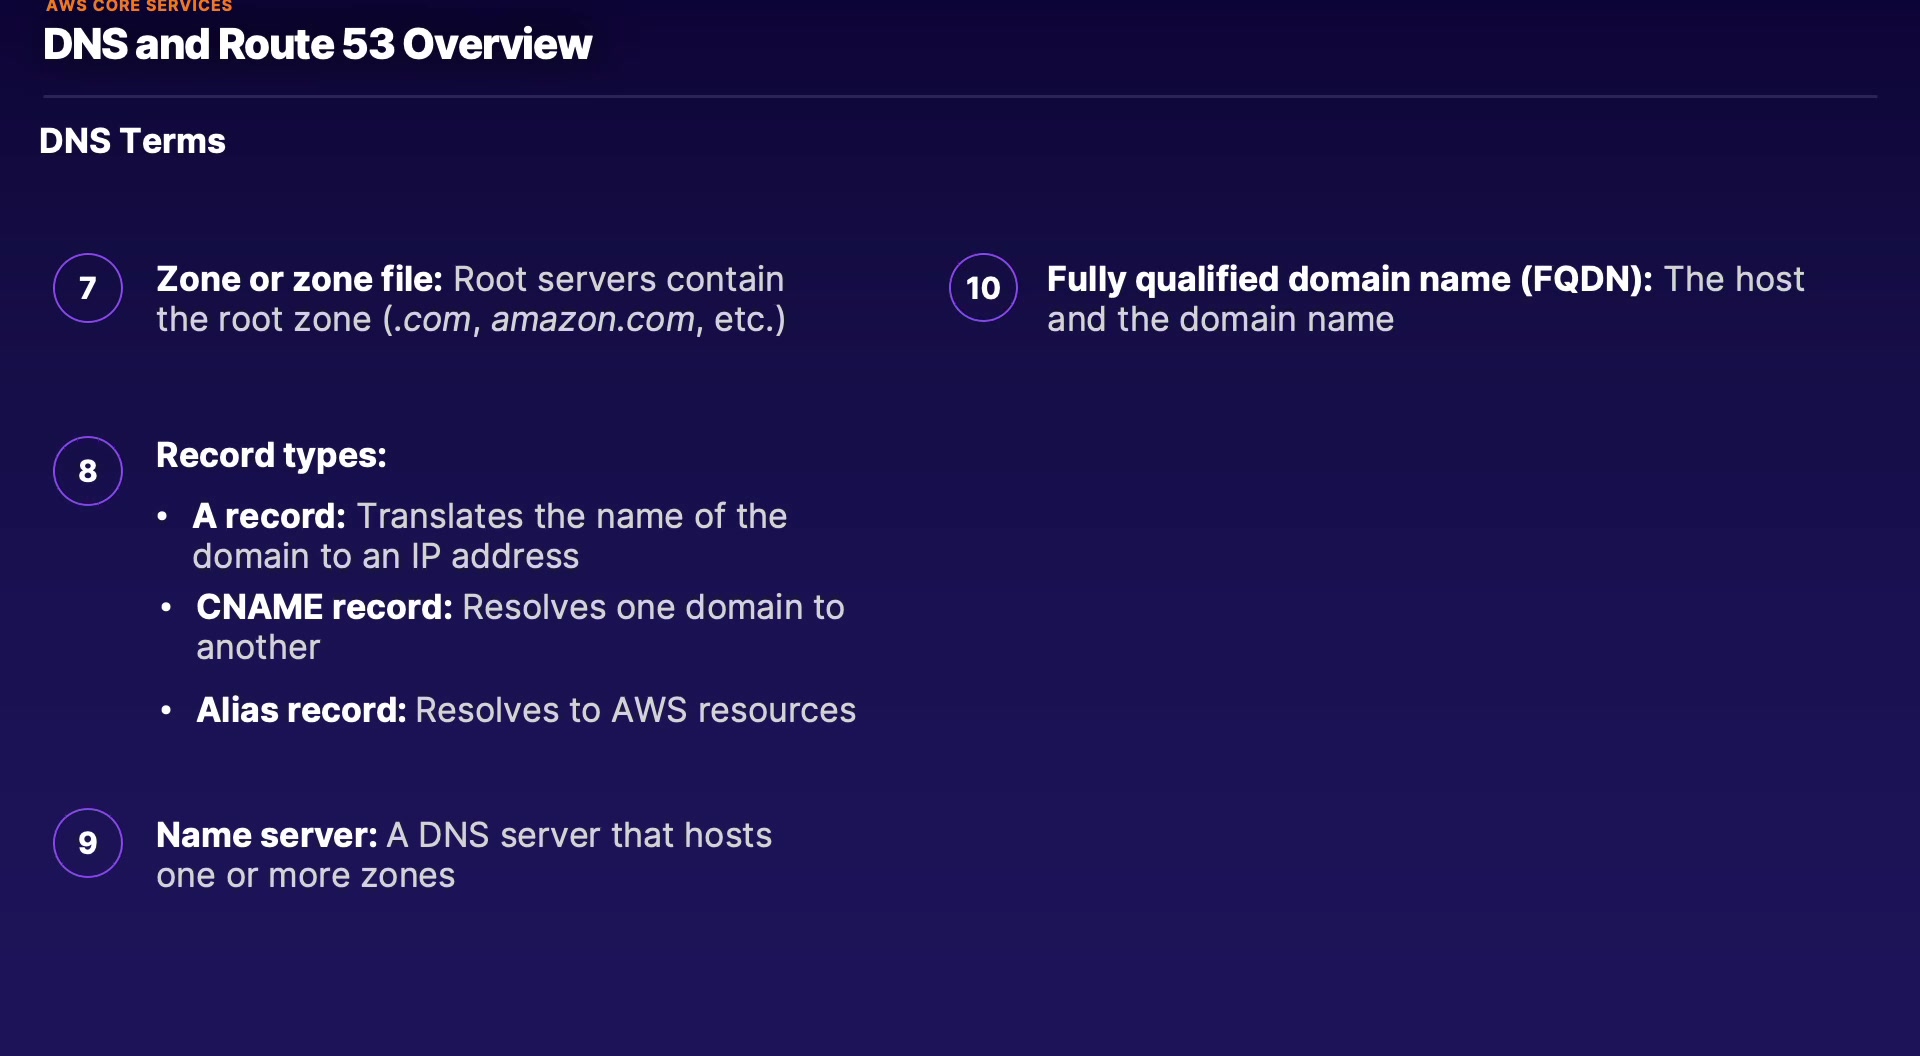 AWS CORE SERVICES
DNS and Route 53 Overview
DNS Terms
7
Zone or zone file: Root servers contain
the root zone (.com, amazon.com, etc.)
8
Record types:
• A record: Translates the name of the
domain to an IP address
• CNAME record: Resolves one domain to
another
• Alias record: Resolves to AWS resources
9
Name server: A DNS server that hosts
one or more zones
10
Fully qualified domain name (FQDN): The host
and the domain name